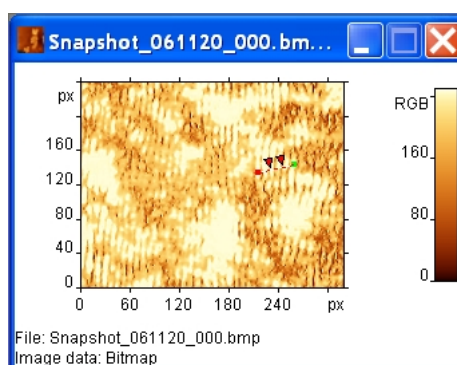 Snapshot_061120_000.bm...
px
160
120
80
40
0
0 60 120 180 240 px
RGB
160
80
0
File: Snapshot_061120_000.bmp
Image data: Bitmap